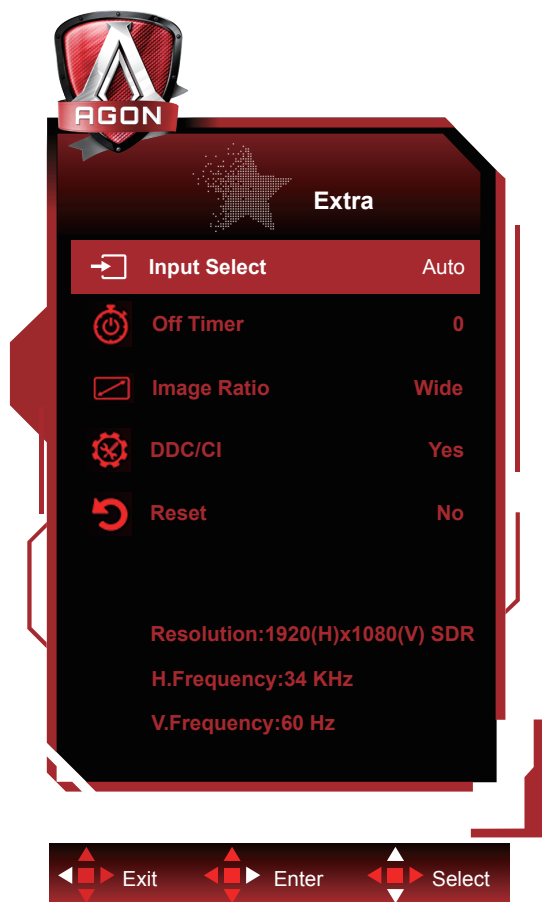 AGON
Extra
Input Select Auto
Off Timer 0
Image Ratio Wide
DDC/CI Yes
Reset No
Resolution:1920(H)x1080(V) SDR
H.Frequency:34 KHz
V.Frequency:60 Hz
Exit Enter Select